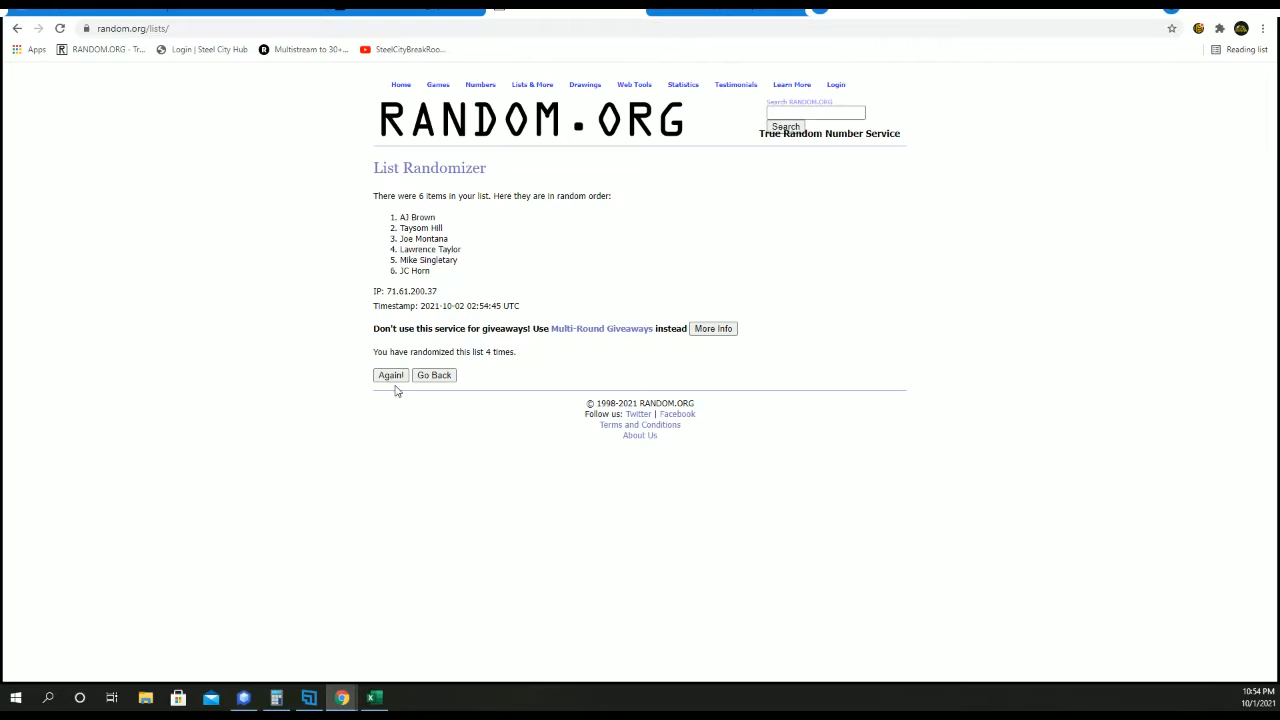 random.org/lists/
Reading list
Apps RANDOM.ORG - Tr... Login | Steel City Hub Multistream to 30+... SteelCityBreakRoo...
Home Games Numbers Lists & More Drawings Web Tools Statistics Testimonials Learn More Login
RANDOM.ORG
Search RANDOM.ORG
Search
True Random Number Service
List Randomizer
There were 6 items in your list. Here they are in random order:
1. AJ Brown
2. Taysom Hill
3. Joe Montana
4. Lawrence Taylor
5. Mike Singletary
6. JC Horn
IP: 71.61.200.37
Timestamp: 2021-10-02 02:54:45 UTC
Don't use this service for giveaways! Use Multi-Round Giveaways instead More Info
You have randomized this list 4 times.
Again! Go Back
© 1998-2021 RANDOM.ORG
Follow us: Twitter | Facebook
Terms and Conditions
About Us
10:54 PM
10/1/2021